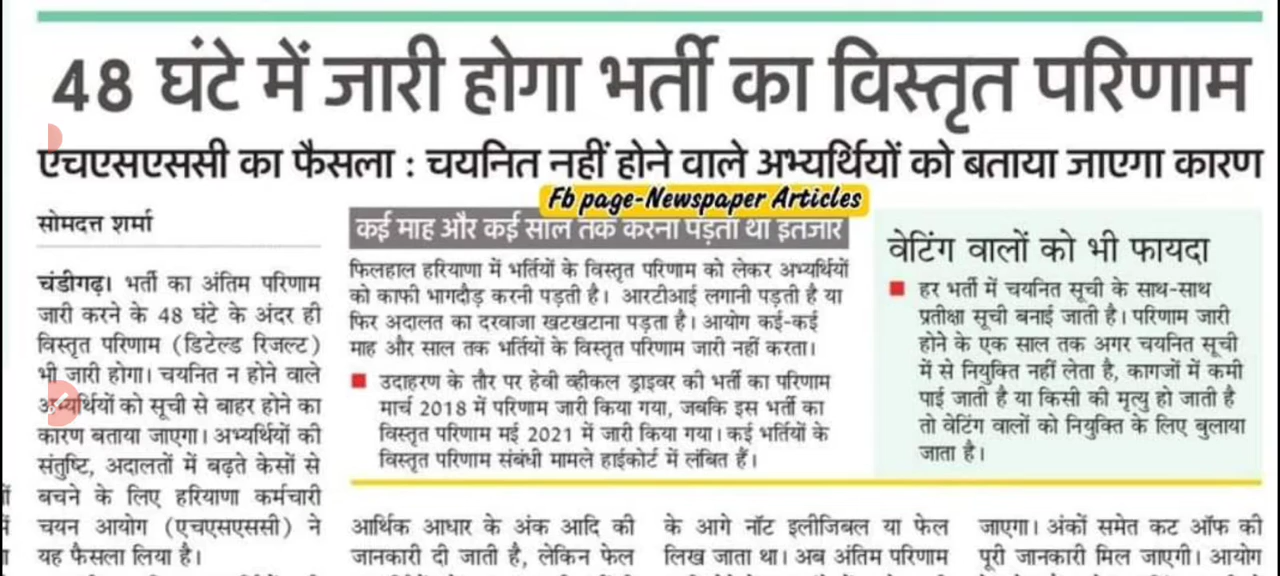 48 घंटे में जारी होगा भर्ती का विस्तृत परिणाम
एचएसएससी का फैसला : चयनित नहीं होने वाले अभ्यर्थियों को बताया जाएगा कारण
Fb page-Newspaper Articles
सोमदत्त शर्मा
चंडीगढ़। भर्ती का अंतिम परिणाम
जारी करने के 48 घंटे के अंदर ही
विस्तृत परिणाम (डिटेल्ड रिजल्ट)
भी जारी होगा। चयनित न होने वाले
अभ्यर्थियों को सूची से बाहर होने का
कारण बताया जाएगा। अभ्यर्थियों की
संतुष्टि, अदालतों में बढ़ते केसों से
बचने के लिए हरियाणा कर्मचारी
चयन आयोग (एचएसएससी) ने
यह फैसला लिया है।
कई माह और कई साल तक करना पड़ता था इंतजार
फिलहाल हरियाणा में भर्तियों के विस्तृत परिणाम को लेकर अभ्यर्थियों
को काफी भागदौड़ करनी पड़ती है। आरटीआई लगानी पड़ती है या
फिर अदालत का दरवाजा खटखटाना पड़ता है। आयोग कई-कई
माह और साल तक भर्तियों के विस्तृत परिणाम जारी नहीं करता।
उदाहरण के तौर पर हेवी व्हीकल ड्राइवर की भर्ती का परिणाम
मार्च 2018 में परिणाम जारी किया गया, जबकि इस भर्ती का
विस्तृत परिणाम मई 2021 में जारी किया गया। कई भर्तियों के
विस्तृत परिणाम संबंधी मामले हाईकोर्ट में लंबित हैं।
वेटिंग वालों को भी फायदा
हर भर्ती में चयनित सूची के साथ-साथ
प्रतीक्षा सूची बनाई जाती है। परिणाम जारी
होने के एक साल तक अगर चयनित सूची
में से नियुक्ति नहीं लेता है, कागजों में कमी
पाई जाती है या किसी की मृत्यु हो जाती है
तो वेटिंग वालों को नियुक्ति के लिए बुलाया
जाता है।
आर्थिक आधार के अंक आदि की
जानकारी दी जाती है, लेकिन फेल
के आगे नॉट इलीजिबल या फेल
लिख जाता था। अब अंतिम परिणाम
जाएगा। अंकों समेत कट ऑफ की
पूरी जानकारी मिल जाएगी। आयोग